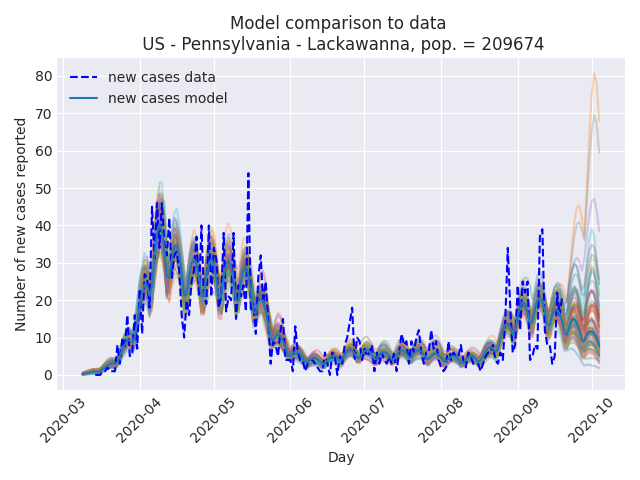 Model comparison to data
US - Pennsylvania - Lackawanna, pop. = 209674
new cases data
new cases model
Number of new cases reported
80
70
60
50
40
30
20
10
0
2020-03
2020-04
2020-05
2020-06
2020-07
2020-08
2020-09
2020-10
Day